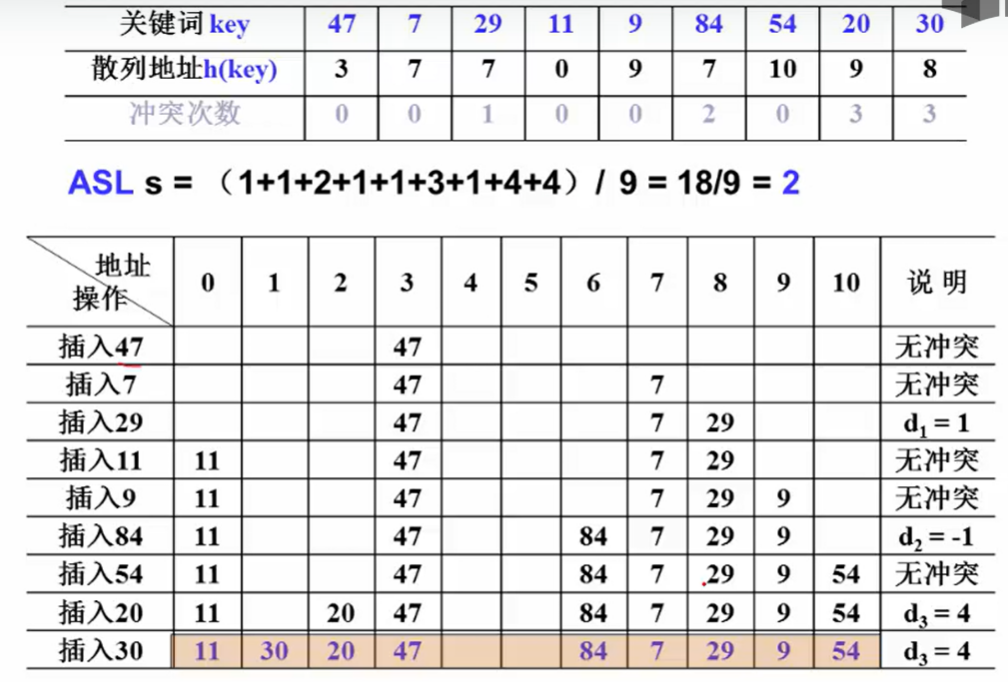 关键词 key 47 7 29 11 9 84 54 20 30
散列地址h(key) 3 7 7 0 9 7 10 9 8
冲突次数 0 0 1 0 0 2 0 3 3
ASL s = （1+1+2+1+1+3+1+4+4）/ 9 = 18/9 = 2
地址 操作 0 1 2 3 4 5 6 7 8 9 10 说 明
插入47 47 无冲突
插入7 47 7 无冲突
插入29 47 7 29 d₁ = 1
插入11 11 47 7 29 无冲突
插入9 11 47 7 29 9 无冲突
插入84 11 47 84 7 29 9 d₂ = -1
插入54 11 47 84 7 29 9 54 无冲突
插入20 11 20 47 84 7 29 9 54 d₃ = 4
插入30 11 30 20 47 84 7 29 9 54 d₃ = 4